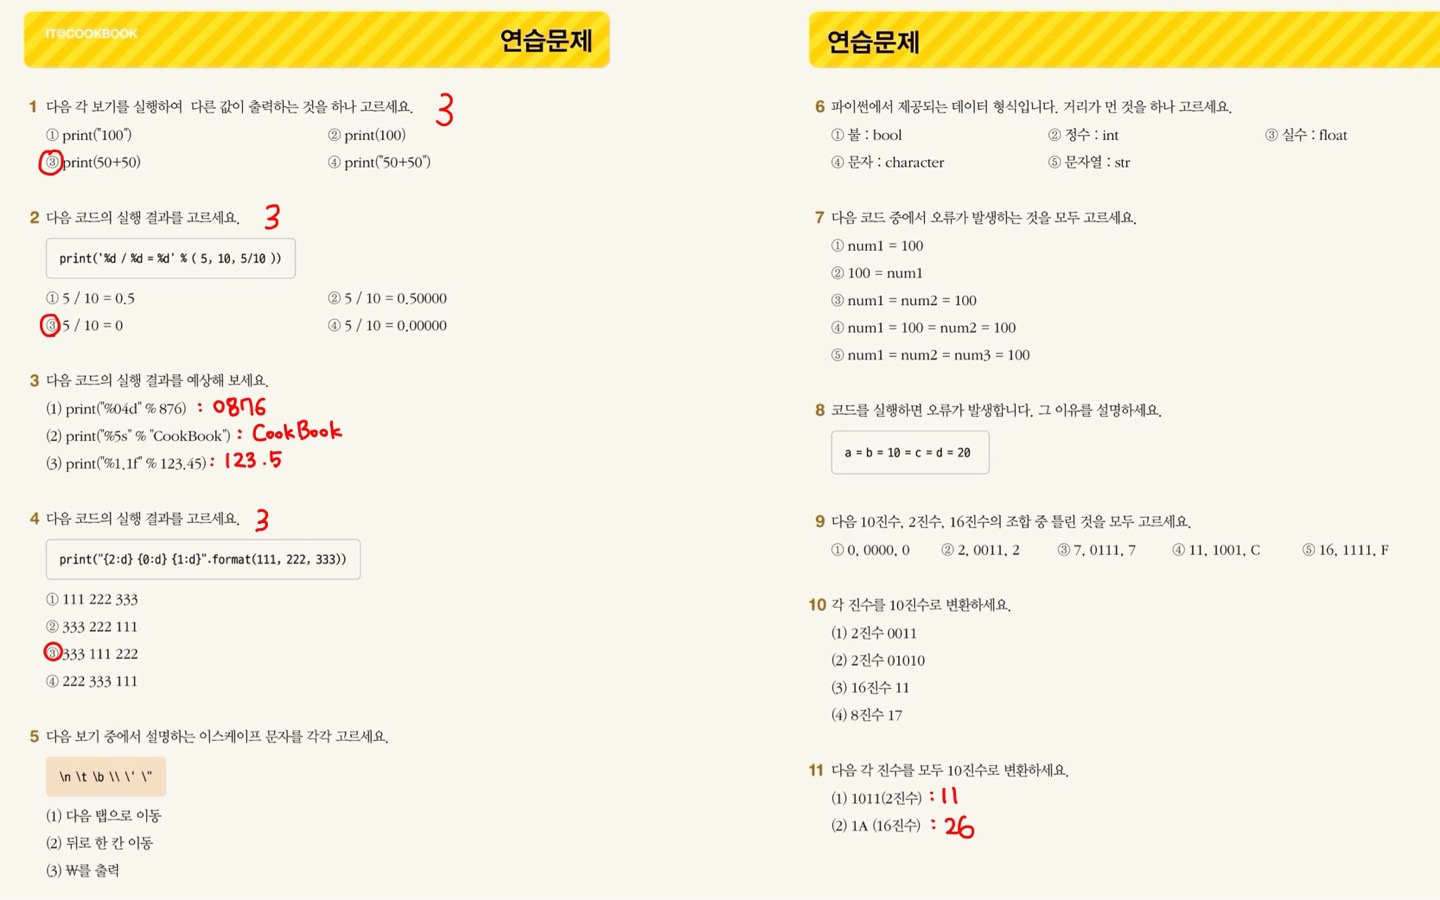 IT@COOKBOOK
연습문제
1 다음 각 보기를 실행하여 다른 값이 출력하는 것을 하나 고르세요. 3
① print("100") ② print(100)
③ print(50+50) ④ print("50+50")
2 다음 코드의 실행 결과를 고르세요. 3
print('%d / %d = %d' % ( 5, 10, 5/10 ))
① 5 / 10 = 0.5 ② 5 / 10 = 0.50000
③ 5 / 10 = 0 ④ 5 / 10 = 0.00000
3 다음 코드의 실행 결과를 예상해 보세요.
(1) print("%04d" % 876) : 0876
(2) print("%5s" % "CookBook") : CookBook
(3) print("%1.1f" % 123.45) : 123.5
4 다음 코드의 실행 결과를 고르세요. 3
print("{2:d} {0:d} {1:d}".format(111, 222, 333))
① 111 222 333
② 333 222 111
③ 333 111 222
④ 222 333 111
5 다음 보기 중에서 설명하는 이스케이프 문자를 각각 고르세요.
\n \t \b \\ \' \"
(1) 다음 탭으로 이동
(2) 뒤로 한 칸 이동
(3) ₩를 출력
연습문제
6 파이썬에서 제공되는 데이터 형식입니다. 거리가 먼 것을 하나 고르세요.
① 불 : bool ② 정수 : int ③ 실수 : float
④ 문자 : character ⑤ 문자열 : str
7 다음 코드 중에서 오류가 발생하는 것을 모두 고르세요.
① num1 = 100
② 100 = num1
③ num1 = num2 = 100
④ num1 = 100 = num2 = 100
⑤ num1 = num2 = num3 = 100
8 코드를 실행하면 오류가 발생합니다. 그 이유를 설명하세요.
a = b = 10 = c = d = 20
9 다음 10진수, 2진수, 16진수의 조합 중 틀린 것을 모두 고르세요.
① 0, 0000, 0 ② 2, 0011, 2 ③ 7, 0111, 7 ④ 11, 1001, C ⑤ 16, 1111, F
10 각 진수를 10진수로 변환하세요.
(1) 2진수 0011
(2) 2진수 01010
(3) 16진수 11
(4) 8진수 17
11 다음 각 진수를 모두 10진수로 변환하세요.
(1) 1011(2진수) : 11
(2) 1A (16진수) : 26